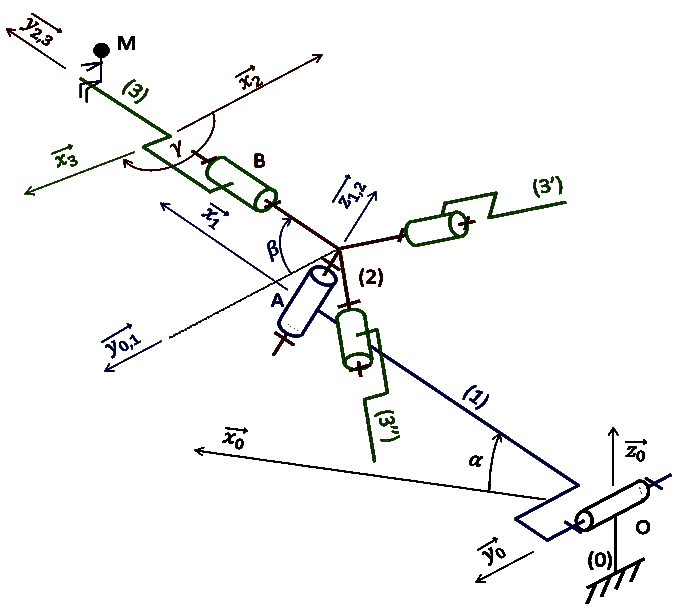 y₂,₃
M
(3)
x₂
γ
B
x₃
z₁,₂
(3')
x₁
β
(2)
A
y₀,₁
(1)
(3'')
x₀
α
z₀
O
y₀
(0)